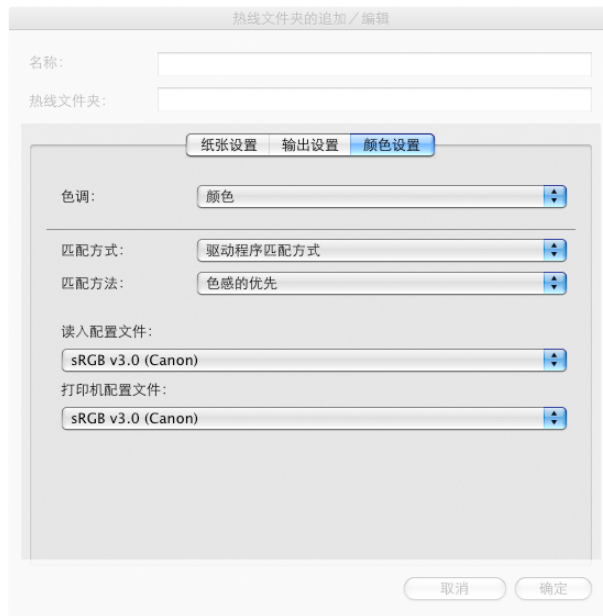 热线文件夹的追加／编辑
名称:
热线文件夹:
纸张设置 输出设置 颜色设置
色调: 颜色
匹配方式: 驱动程序匹配方式
匹配方法: 色感的优先
读入配置文件:
sRGB v3.0 (Canon)
打印机配置文件:
sRGB v3.0 (Canon)
取消 确定